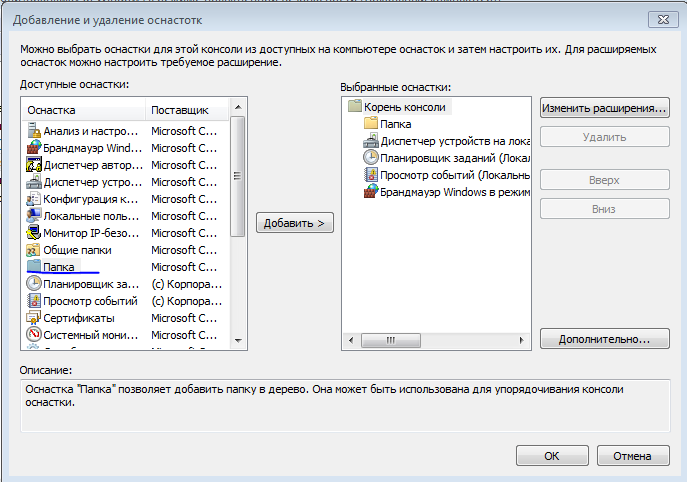 Добавление и удаление оснасток
Можно выбрать оснастки для этой консоли из доступных на компьютере оснасток и затем настроить их. Для расширяемых
оснасток можно настроить требуемое расширение.
Доступные оснастки:
Оснастка Поставщик
Анализ и настро... Microsoft C...
Брандмауэр Wind... Microsoft C...
Диспетчер автор... Microsoft C...
Диспетчер устро... Microsoft C...
Конфигурация к... Microsoft C...
Локальные поль... Microsoft C...
Монитор IP-безо... Microsoft C...
Общие папки Microsoft C...
Папка Microsoft C...
Планировщик за... (c) Корпора...
Просмотр событий (c) Корпора...
Сертификаты Microsoft C...
Системный мони... Microsoft C...
Добавить >
Выбранные оснастки:
Корень консоли
Папка
Диспетчер устройств на лока
Планировщик заданий (Локал
Просмотр событий (Локальнь
Брандмауэр Windows в режим
Изменить расширения...
Удалить
Вверх
Вниз
Дополнительно...
Описание:
Оснастка "Папка" позволяет добавить папку в дерево. Она может быть использована для упорядочивания консоли
оснастки.
ОК
Отмена